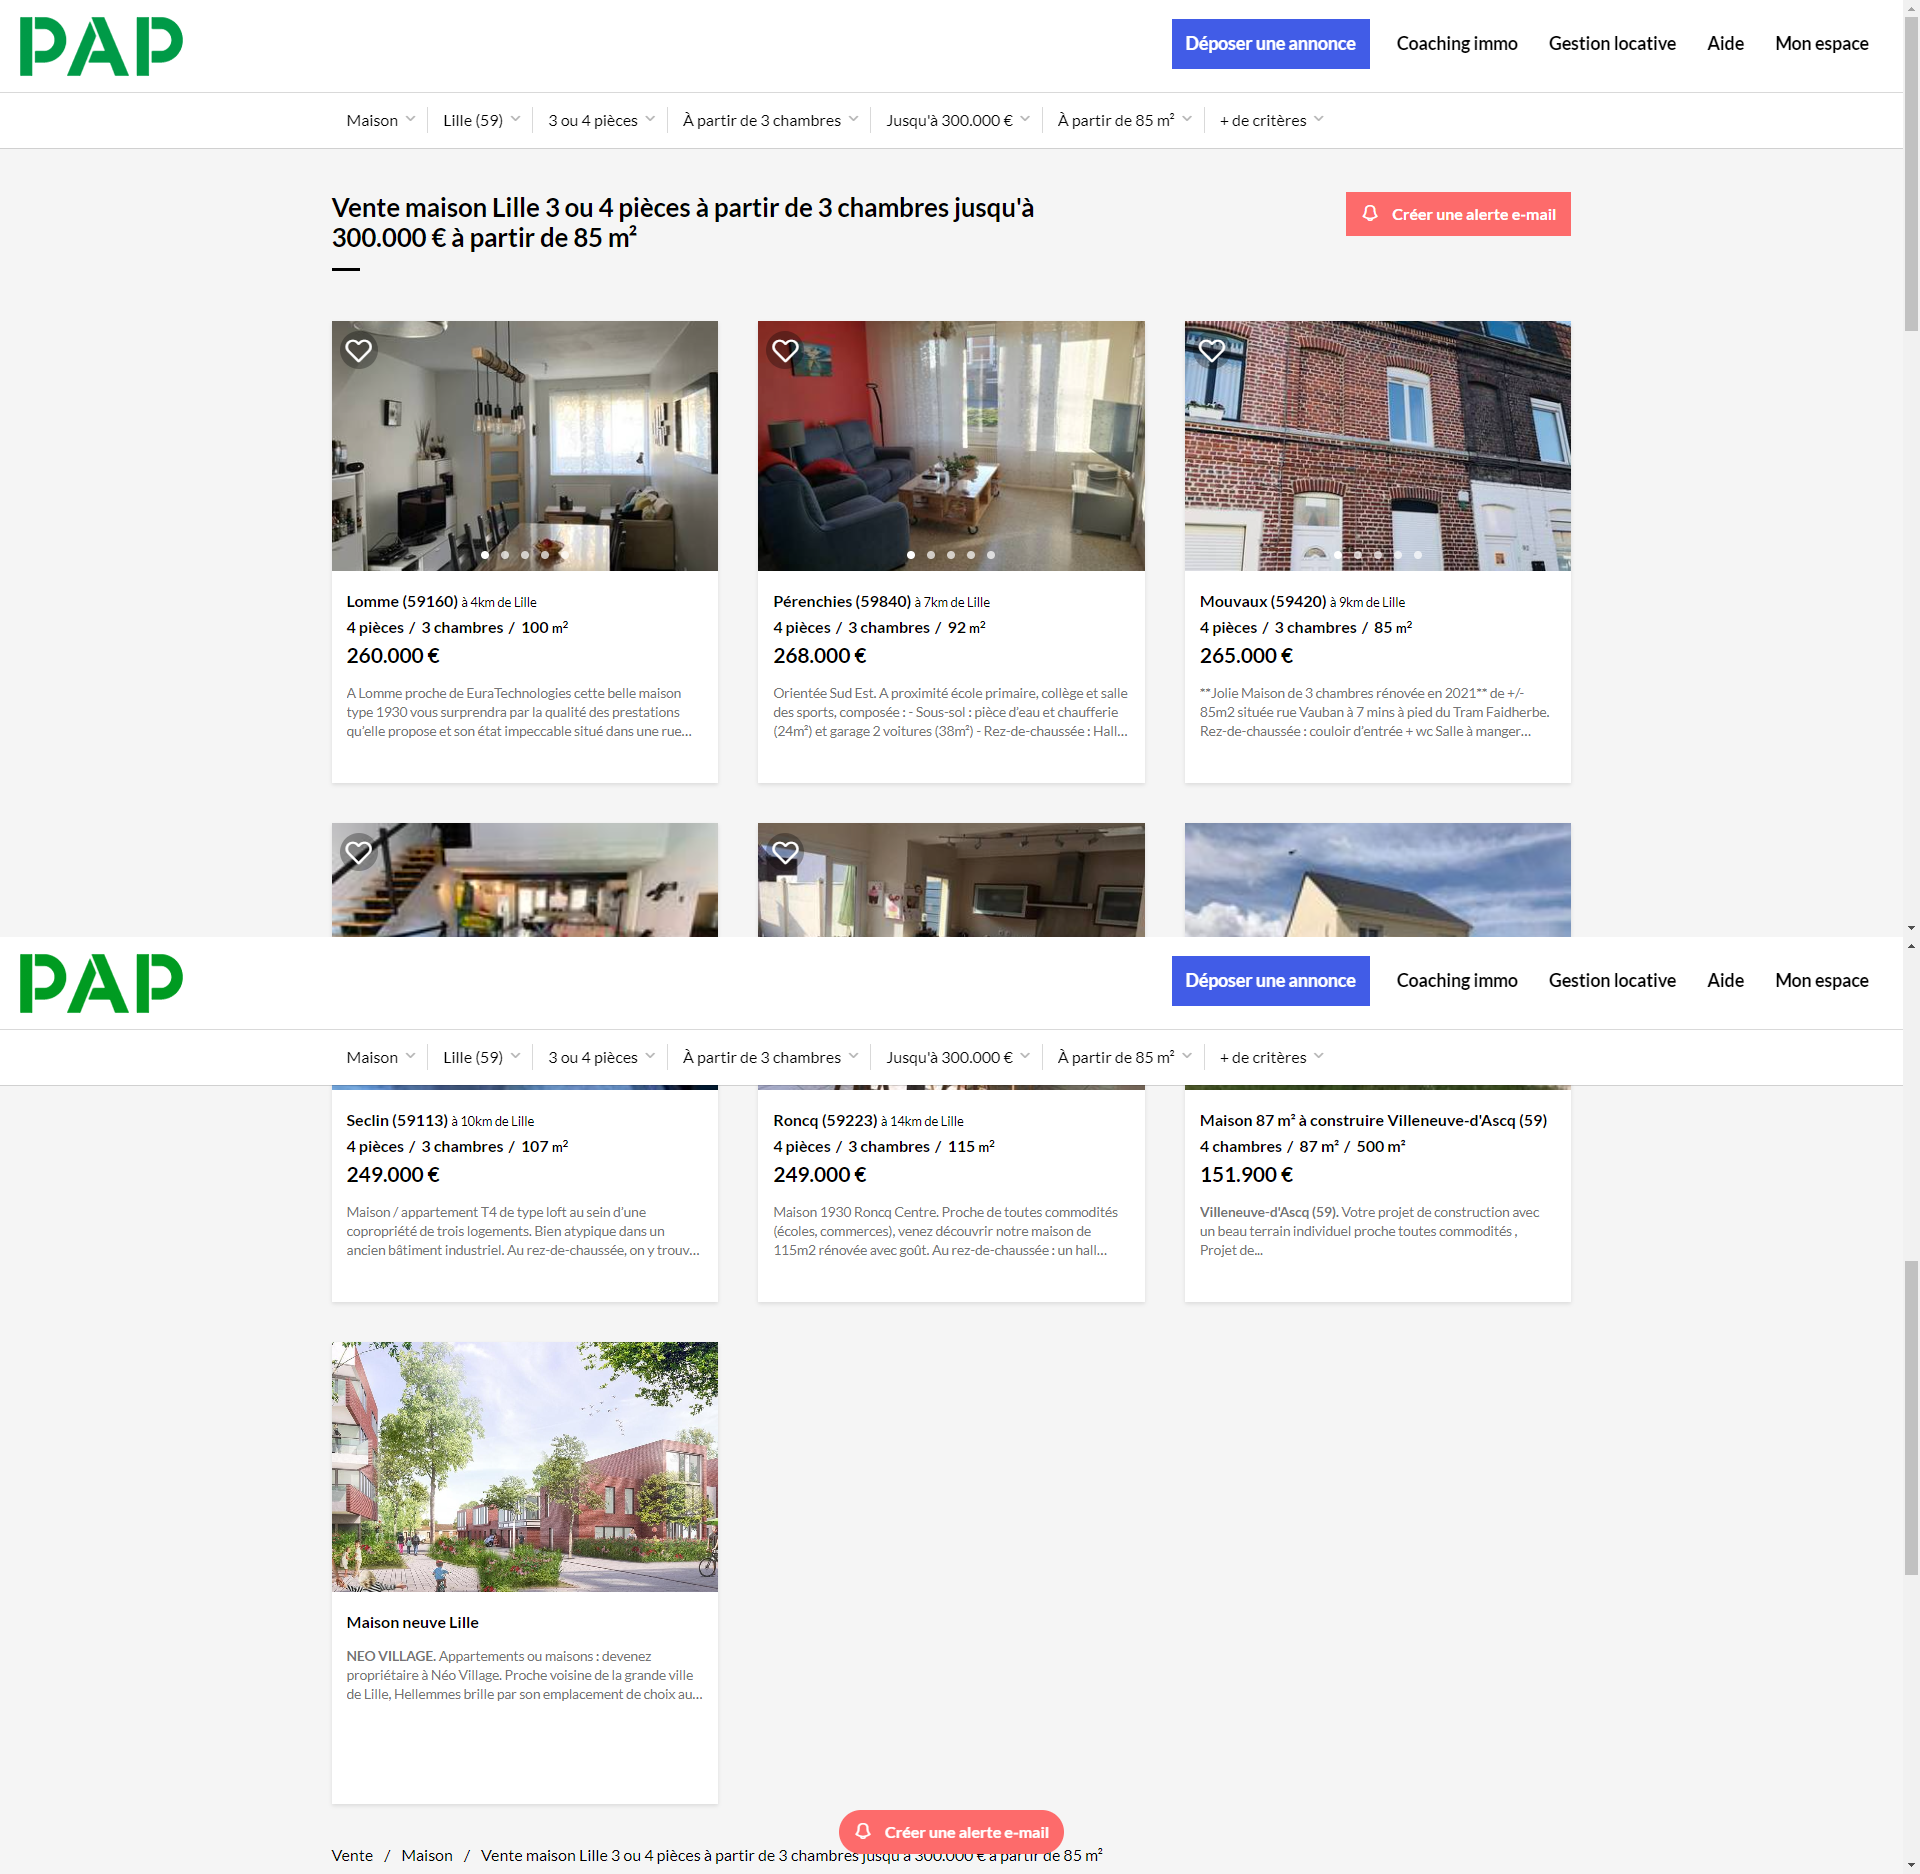 PAP
Déposer une annonce
Coaching immo
Gestion locative
Aide
Mon espace
Maison
Lille (59)
3 ou 4 pièces
À partir de 3 chambres
Jusqu'à 300.000 €
À partir de 85 m²
+ de critères
Vente maison Lille 3 ou 4 pièces à partir de 3 chambres jusqu'à
300.000 € à partir de 85 m²
Créer une alerte e-mail
Lomme (59160) à 4km de Lille
4 pièces / 3 chambres / 100 m²
260.000 €
A Lomme proche de EuraTechnologies cette belle maison
type 1930 vous surprendra par la qualité des prestations
qu'elle propose et son état impeccable situé dans une rue...
Pérenchies (59840) à 7km de Lille
4 pièces / 3 chambres / 92 m²
268.000 €
Orientée Sud Est. A proximité école primaire, collège et salle
des sports, composée : - Sous-sol : pièce d'eau et chaufferie
(24m²) et garage 2 voitures (38m²) - Rez-de-chaussée : Hall...
Mouvaux (59420) à 9km de Lille
4 pièces / 3 chambres / 85 m²
265.000 €
**Jolie Maison de 3 chambres rénovée en 2021** de +/-
85m2 située rue Vauban à 7 mins à pied du Tram Faidherbe.
Rez-de-chaussée : couloir d'entrée + wc Salle à manger...
PAP
Déposer une annonce
Coaching immo
Gestion locative
Aide
Mon espace
Maison
Lille (59)
3 ou 4 pièces
À partir de 3 chambres
Jusqu'à 300.000 €
À partir de 85 m²
+ de critères
Seclin (59113) à 10km de Lille
4 pièces / 3 chambres / 107 m²
249.000 €
Maison / appartement T4 de type loft au sein d'une
copropriété de trois logements. Bien atypique dans un
ancien bâtiment industriel. Au rez-de-chaussée, on y trouv...
Roncq (59223) à 14km de Lille
4 pièces / 3 chambres / 115 m²
249.000 €
Maison 1930 Roncq Centre. Proche de toutes commodités
(écoles, commerces), venez découvrir notre maison de
115m2 rénovée avec goût. Au rez-de-chaussée : un hall...
Maison 87 m² à construire Villeneuve-d'Ascq (59)
4 chambres / 87 m² / 500 m²
151.900 €
Villeneuve-d'Ascq (59). Votre projet de construction avec
un beau terrain individuel proche toutes commodités ,
Projet de...
Maison neuve Lille
NEO VILLAGE. Appartements ou maisons : devenez
propriétaire à Néo Village. Proche voisine de la grande ville
de Lille, Hellemmes brille par son emplacement de choix au...
Créer une alerte e-mail
Vente / Maison / Vente maison Lille 3 ou 4 pièces à partir de 3 chambres jusqu'à 300.000 € à partir de 85 m²